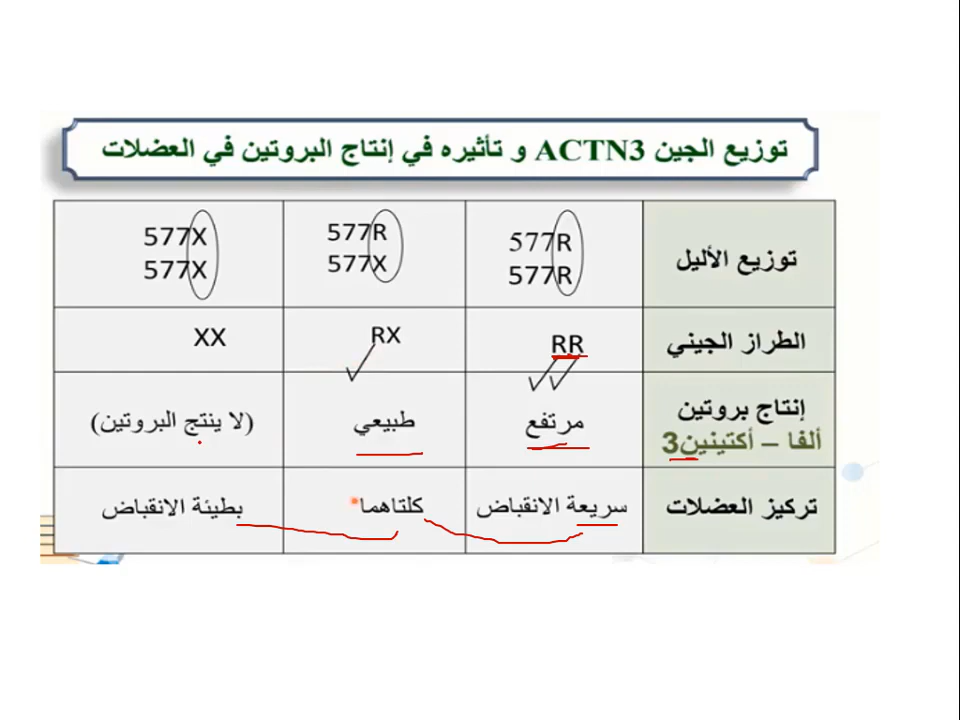 توزيع الجين ACTN3 و تأثيره في إنتاج البروتين في العضلات
توزيع الأليل
577R
577R
577R
577X
577X
577X
الطراز الجيني
RR
RX
XX
إنتاج بروتين
ألفا – أكتينين3
مرتفع
طبيعي
(لا ينتج البروتين)
تركيز العضلات
سريعة الانقباض
كلتاهما
بطيئة الانقباض